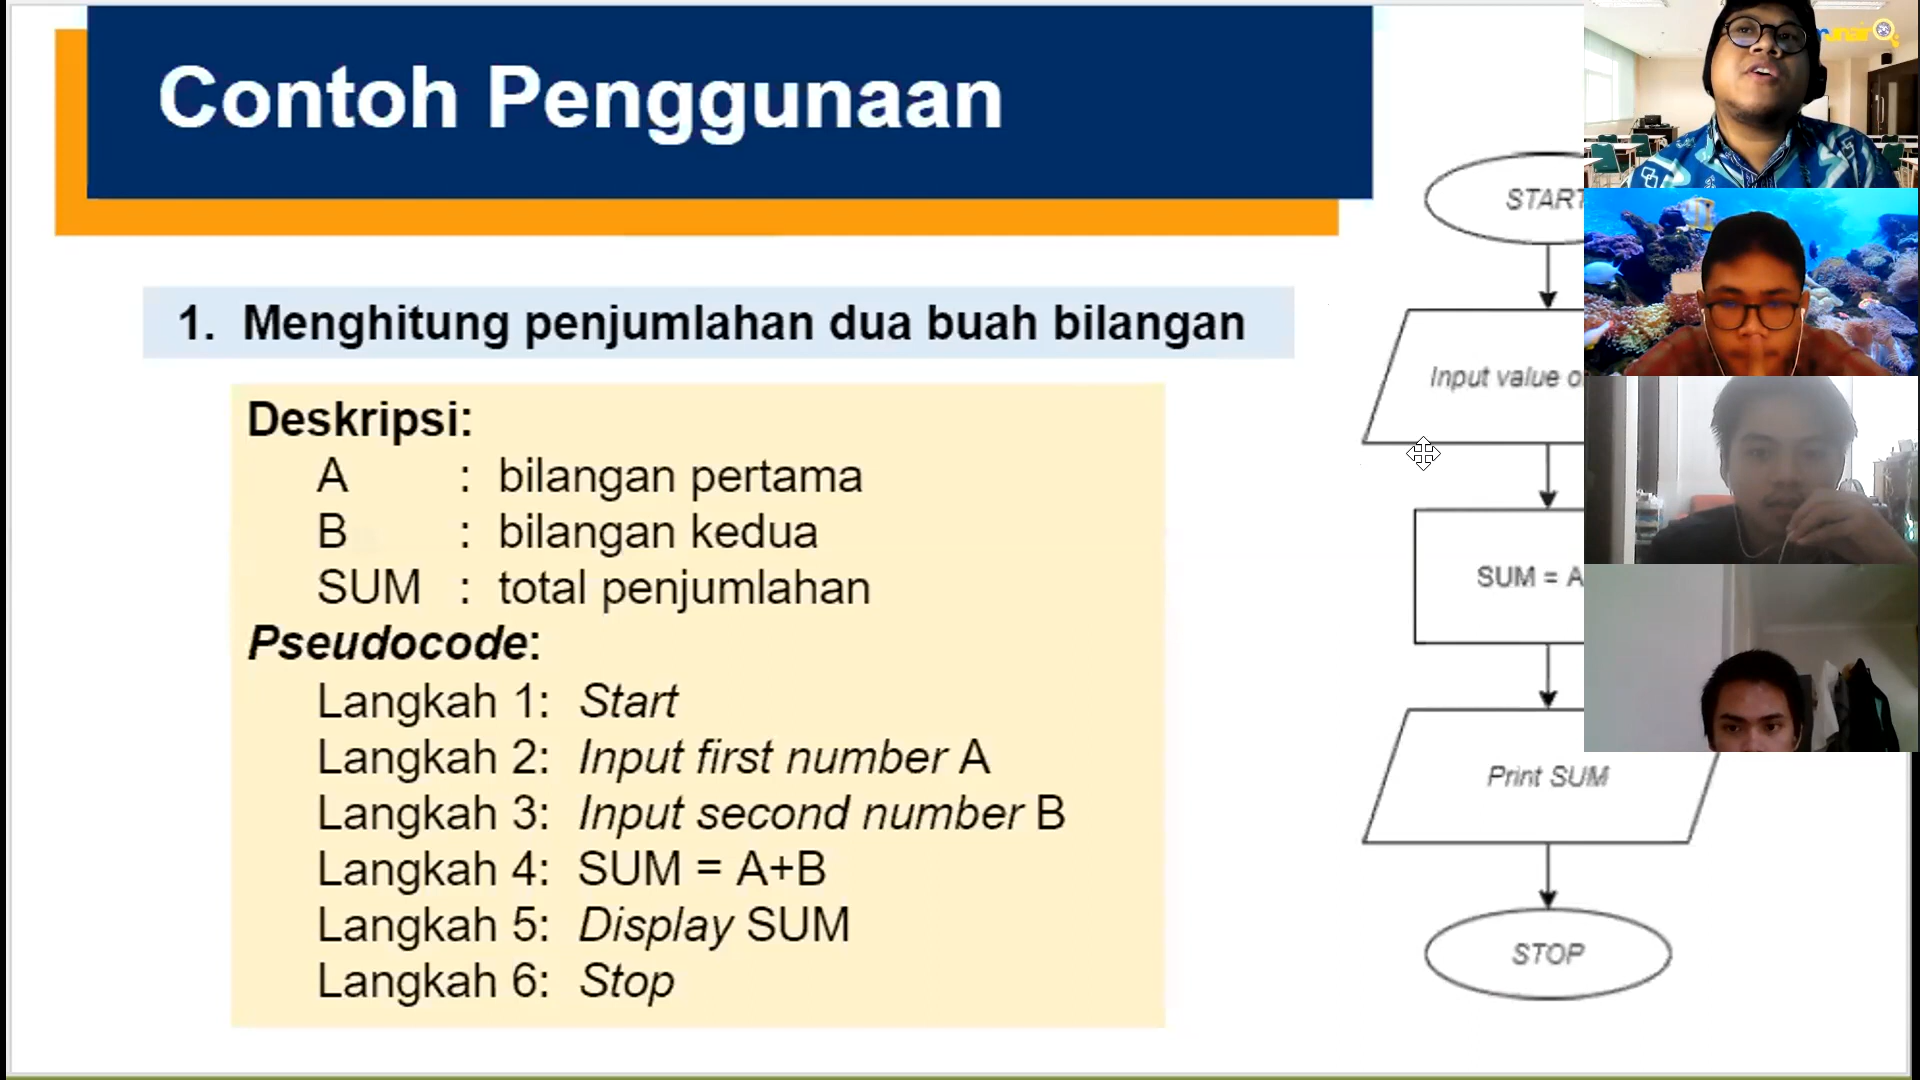 Contoh Penggunaan
1. Menghitung penjumlahan dua buah bilangan
Deskripsi:
A : bilangan pertama
B : bilangan kedua
SUM : total penjumlahan
Pseudocode:
Langkah 1: Start
Langkah 2: Input first number A
Langkah 3: Input second number B
Langkah 4: SUM = A+B
Langkah 5: Display SUM
Langkah 6: Stop
START
Input value
SUM = A
Print SUM
STOP